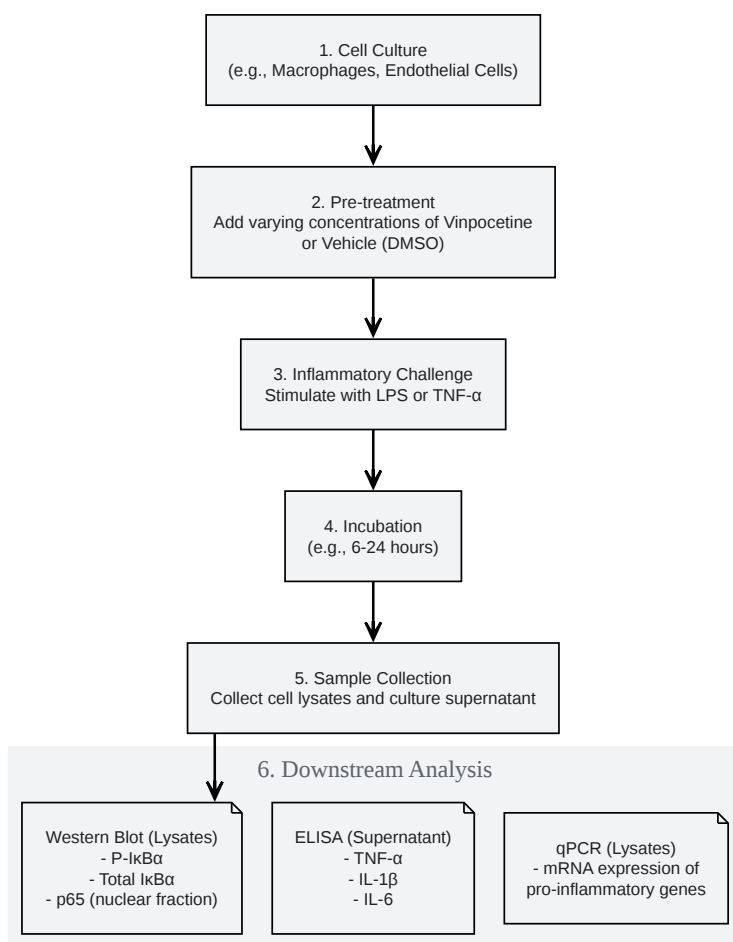 1. Cell Culture
(e.g., Macrophages, Endothelial Cells)
2. Pre-treatment
Add varying concentrations of Vinpocetine
or Vehicle (DMSO)
3. Inflammatory Challenge
Stimulate with LPS or TNF-α
4. Incubation
(e.g., 6-24 hours)
5. Sample Collection
Collect cell lysates and culture supernatant
6. Downstream Analysis
Western Blot (Lysates)
- P-IκBα
- Total IκBα
- p65 (nuclear fraction)
ELISA (Supernatant)
- TNF-α
- IL-1β
- IL-6
qPCR (Lysates)
- mRNA expression of
pro-inflammatory genes